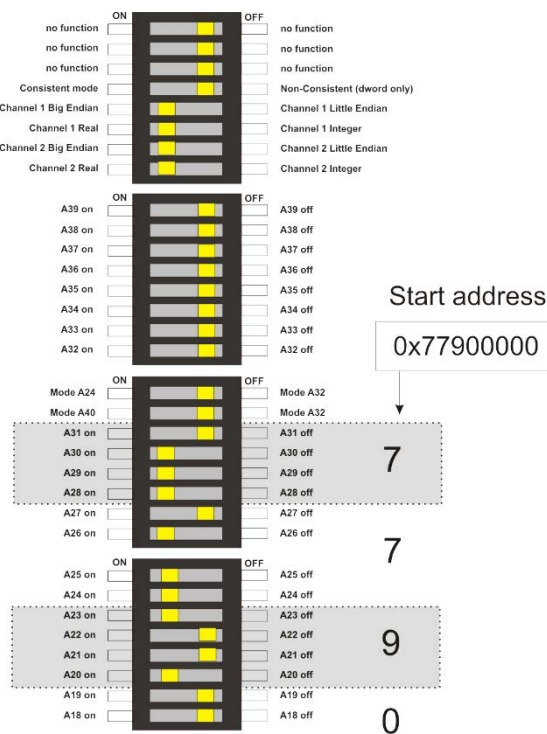 ON OFF
no function no function
no function no function
no function no function
Consistent mode Non-Consistent (dword only)
Channel 1 Big Endian Channel 1 Little Endian
Channel 1 Real Channel 1 Integer
Channel 2 Big Endian Channel 2 Little Endian
Channel 2 Real Channel 2 Integer
ON OFF
A39 on A39 off
A38 on A38 off
A37 on A37 off
A36 on A36 off
A35 on A35 off
A34 on A34 off
A33 on A33 off
A32 on A32 off
Start address
0x77900000
ON OFF
Mode A24 Mode A32
Mode A40 Mode A32
A31 on A31 off
A30 on A30 off
A29 on A29 off
A28 on A28 off
7
A27 on A27 off
A26 on A26 off
7
ON OFF
A25 on A25 off
A24 on A24 off
A23 on A23 off
A22 on A22 off
A21 on A21 off
A20 on A20 off
9
A19 on A19 off
A18 on A18 off
0